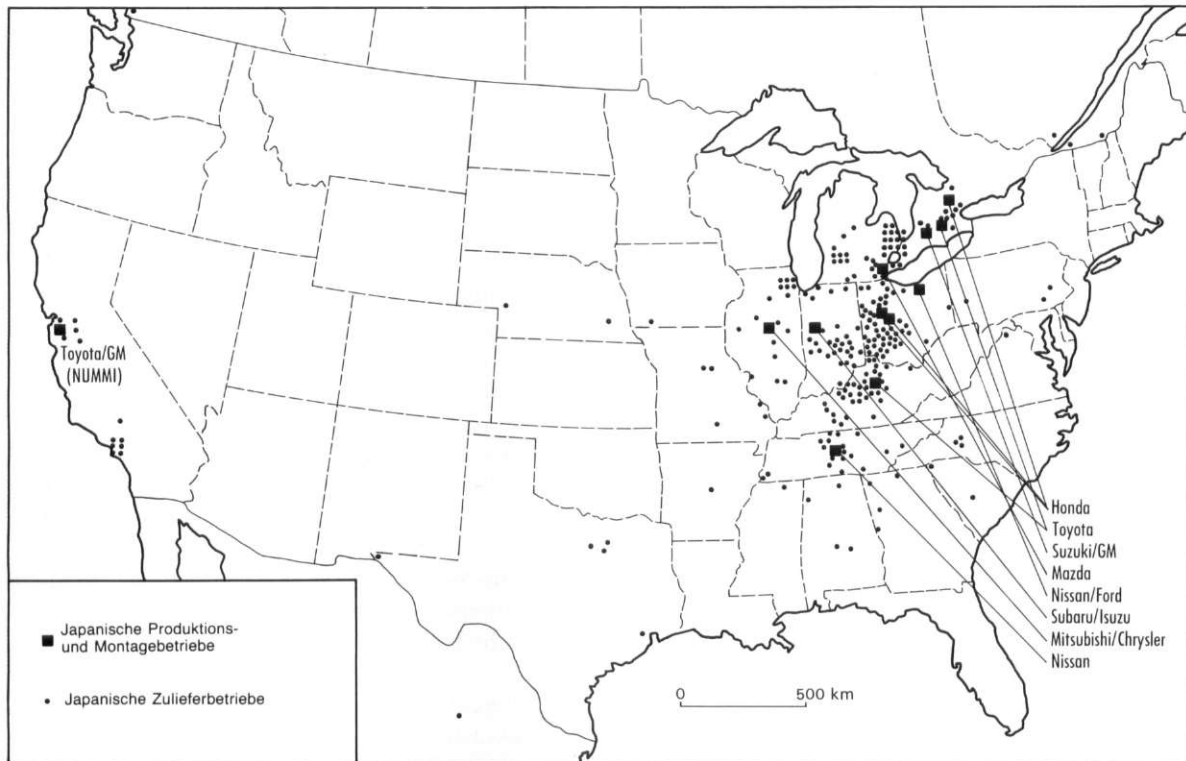 Toyota/GM
(NUMMI)
Honda
Toyota
Suzuki/GM
Mazda
Nissan/Ford
Subaru/Isuzu
Mitsubishi/Chrysler
Nissan
Japanische Produktions-
und Montagebetriebe
Japanische Zulieferbetriebe
0 500 km